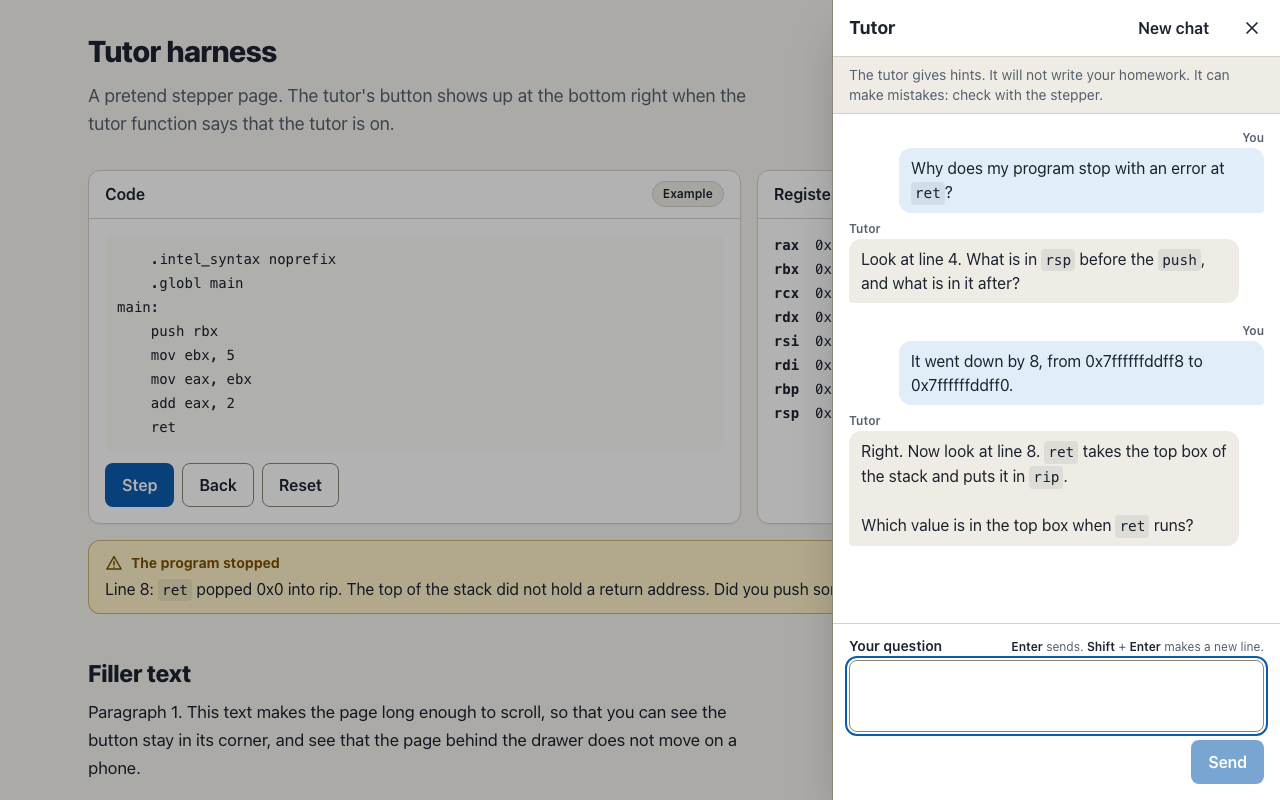 Tutor harness
A pretend stepper page. The tutor's button shows up at the bottom right when the
tutor function says that the tutor is on.
Code
Example
.intel_syntax noprefix
.globl main
main:
push rbx
mov ebx, 5
mov eax, ebx
add eax, 2
ret
Step
Back
Reset
rax 0x
rbx 0x
rcx 0x
rdx 0x
rsi 0x
rdi 0x
rbp 0x
rsp 0x
The program stopped
Line 8: ret popped 0x0 into rip. The top of the stack did not hold a return address. Did you push
Filler text
Paragraph 1. This text makes the page long enough to scroll, so that you can see the
button stay in its corner, and see that the page behind the drawer does not move on a
phone.
Tutor
New chat
The tutor gives hints. It will not write your homework. It can
make mistakes: check with the stepper.
You
Why does my program stop with an error at
ret?
Tutor
Look at line 4. What is in rsp before the push,
and what is in it after?
You
It went down by 8, from 0x7ffffffddff8 to
0x7ffffffddff0.
Tutor
Right. Now look at line 8. ret takes the top box of
the stack and puts it in rip.
Which value is in the top box when ret runs?
Your question
Enter sends. Shift + Enter makes a new line.
Send